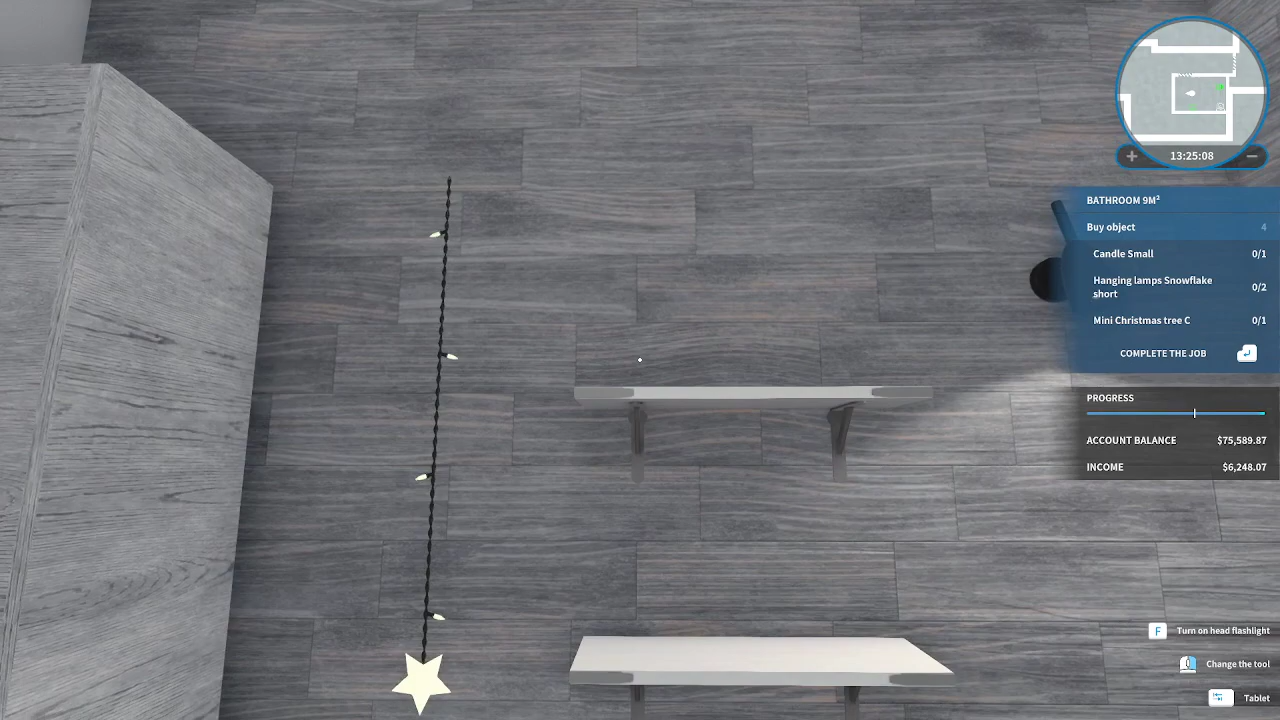 13:25:08
BATHROOM 9M²
Buy object 4
Candle Small 0/1
Hanging lamps Snowflake
short 0/2
Mini Christmas tree C 0/1
COMPLETE THE JOB
PROGRESS
ACCOUNT BALANCE $75,589.87
INCOME $6,248.07
F Turn on head flashlight
Change the tool
Tablet